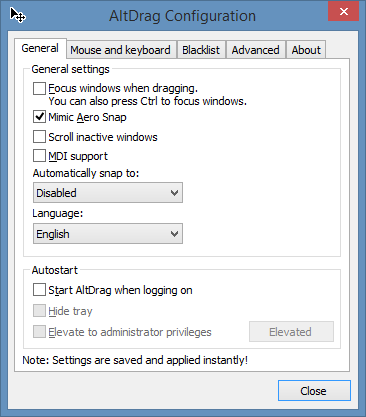 AltDrag Configuration
General Mouse and keyboard Blacklist Advanced About
General settings
Focus windows when dragging.
You can also press Ctrl to focus windows.
Mimic Aero Snap
Scroll inactive windows
MDI support
Automatically snap to:
Disabled
Language:
English
Autostart
Start AltDrag when logging on
Hide tray
Elevate to administrator privileges Elevated
Note: Settings are saved and applied instantly!
Close